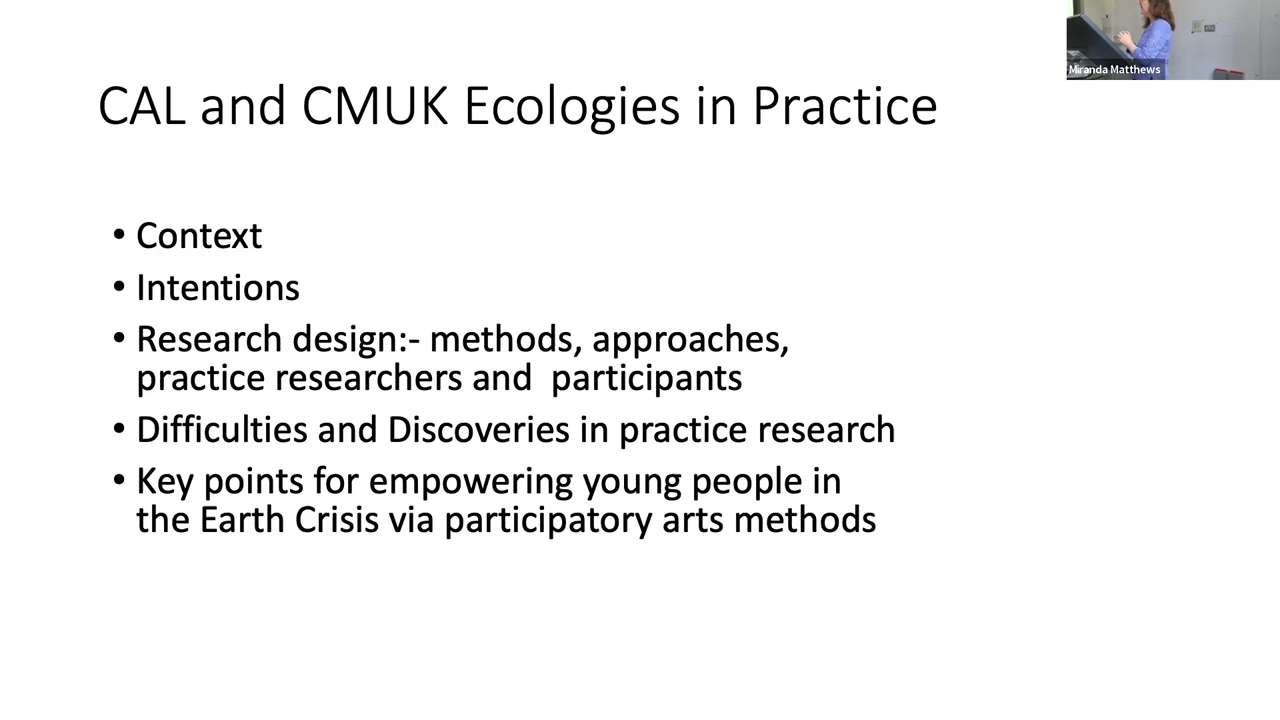 Miranda Matthews
CAL and CMUK Ecologies in Practice
• Context
• Intentions
• Research design:- methods, approaches,
practice researchers and  participants
• Difficulties and Discoveries in practice research
• Key points for empowering young people in
the Earth Crisis via participatory arts methods